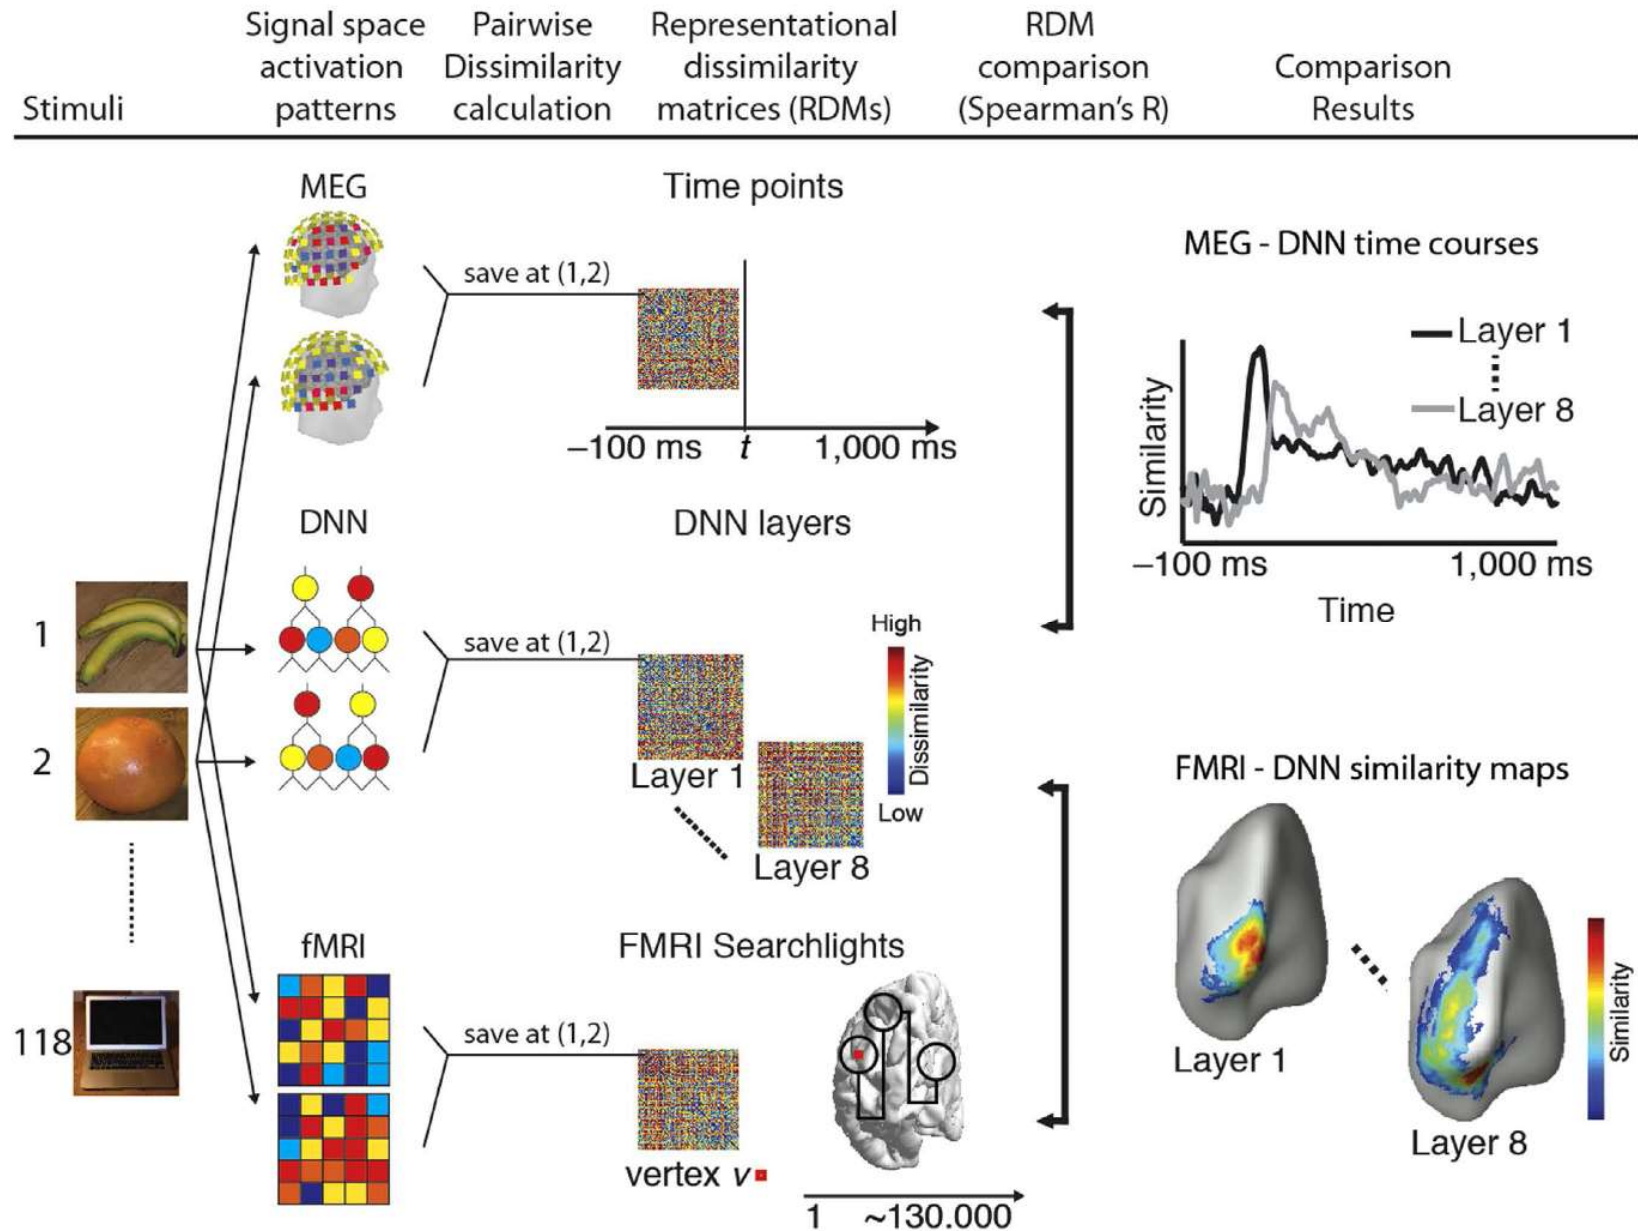 Stimuli
Signal space
activation
patterns
Pairwise
Dissimilarity
calculation
Representational
dissimilarity
matrices (RDMs)
RDM
comparison
(Spearman's R)
Comparison
Results
MEG
Time points
save at (1,2)
–100 ms
t
1,000 ms
MEG - DNN time courses
Layer 1
Layer 8
Similarity
–100 ms
1,000 ms
Time
DNN
DNN layers
1
2
118
save at (1,2)
High
Dissimilarity
Low
Layer 1
Layer 8
FMRI - DNN similarity maps
Layer 1
Layer 8
Similarity
fMRI
FMRI Searchlights
save at (1,2)
vertex v
1
~130.000